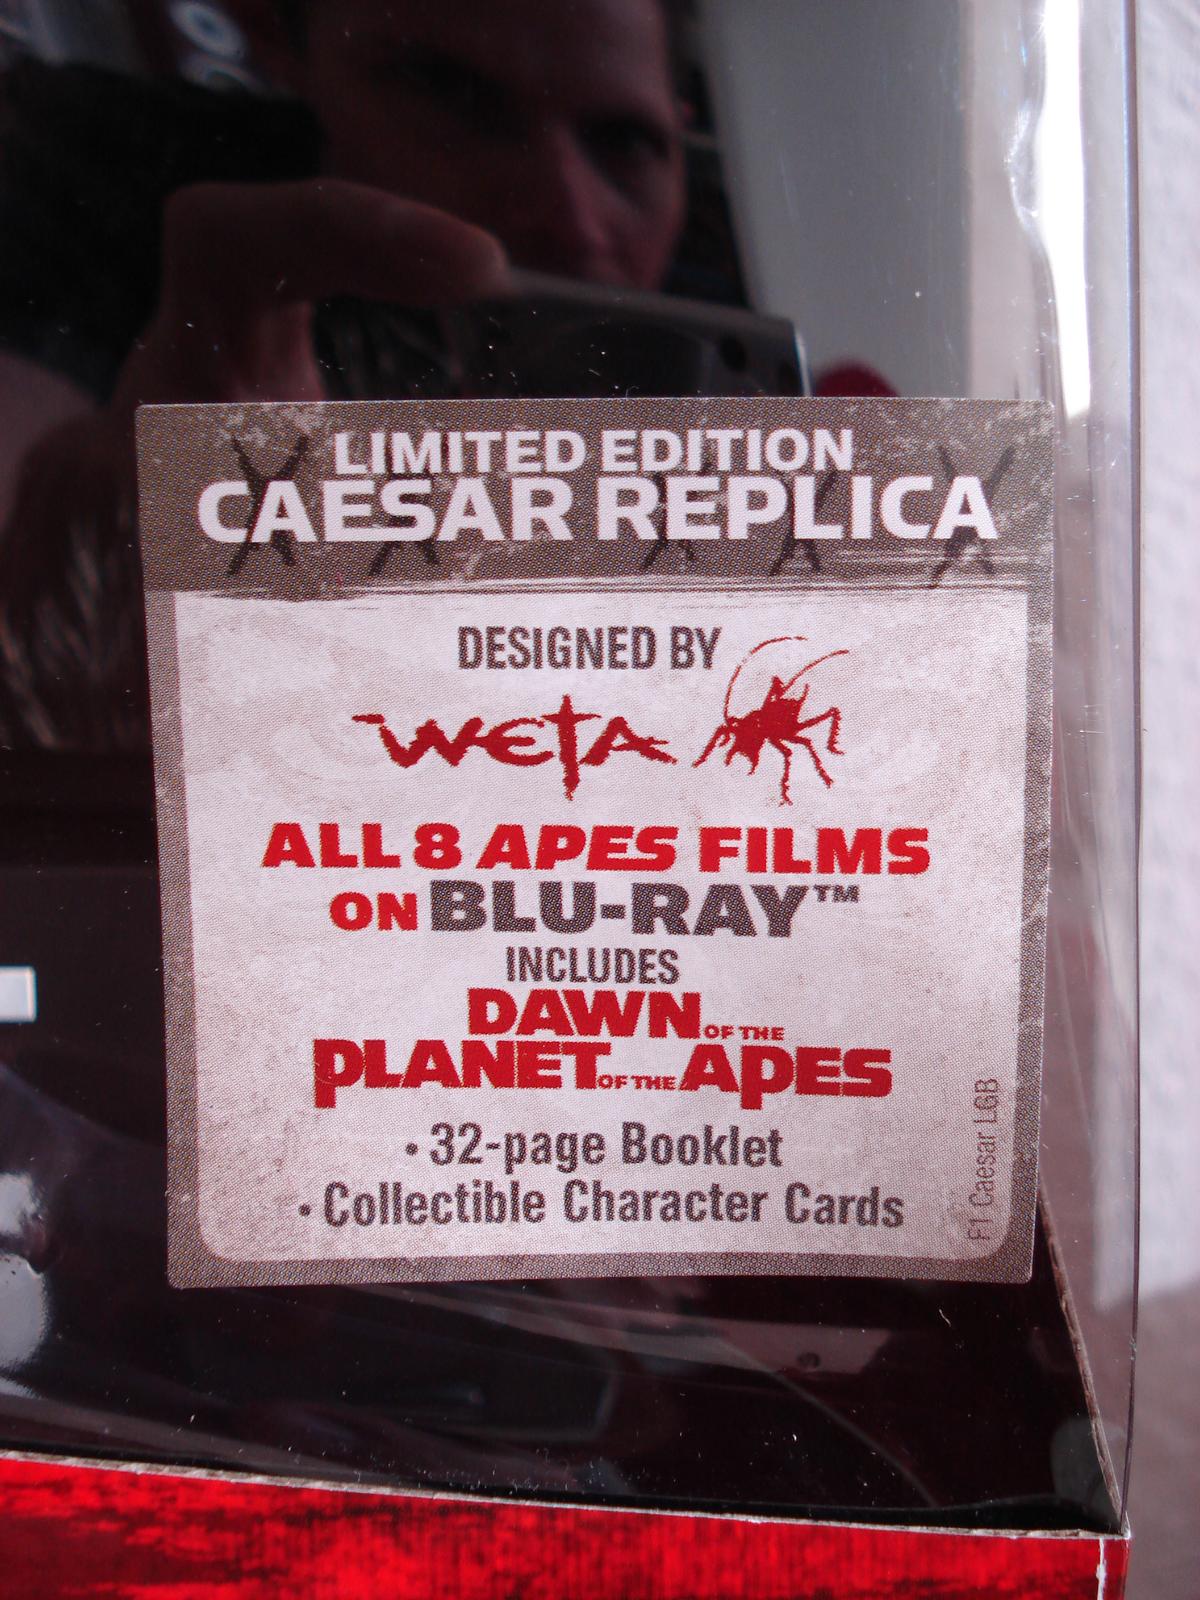 LIMITED EDITION
CAESAR REPLICA
DESIGNED BY
WETA
ALL 8 APES FILMS
ON BLU-RAY™
INCLUDES
DAWN OF THE
PLANET OF THE APES
• 32-page Booklet
• Collectible Character Cards
F1 Caesar LGB